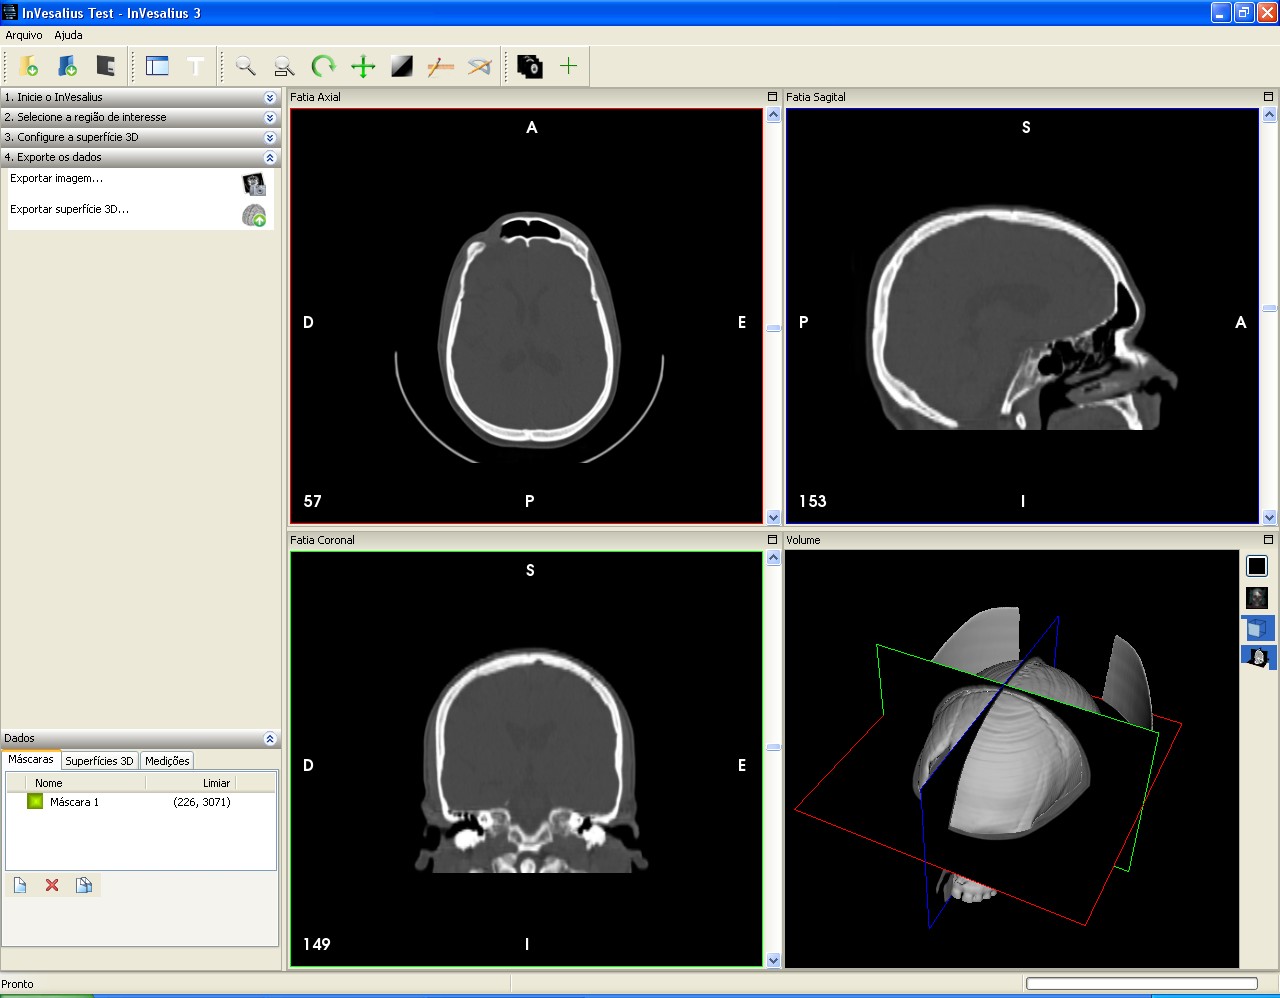 InVesalius Test - InVesalius 3
Arquivo Ajuda
1. Inicie o InVesalius
2. Selecione a região de interesse
3. Configure a superfície 3D
4. Exporte os dados
Exportar imagem...
Exportar superfície 3D...
Dados
Máscaras Superfícies 3D Medições
Nome Limiar
Máscara 1 (226, 3071)
Fatia Axial
A
D E
57 P
Fatia Sagital
S
P A
153 I
Fatia Coronal
S
D E
149 I
Volume
Pronto